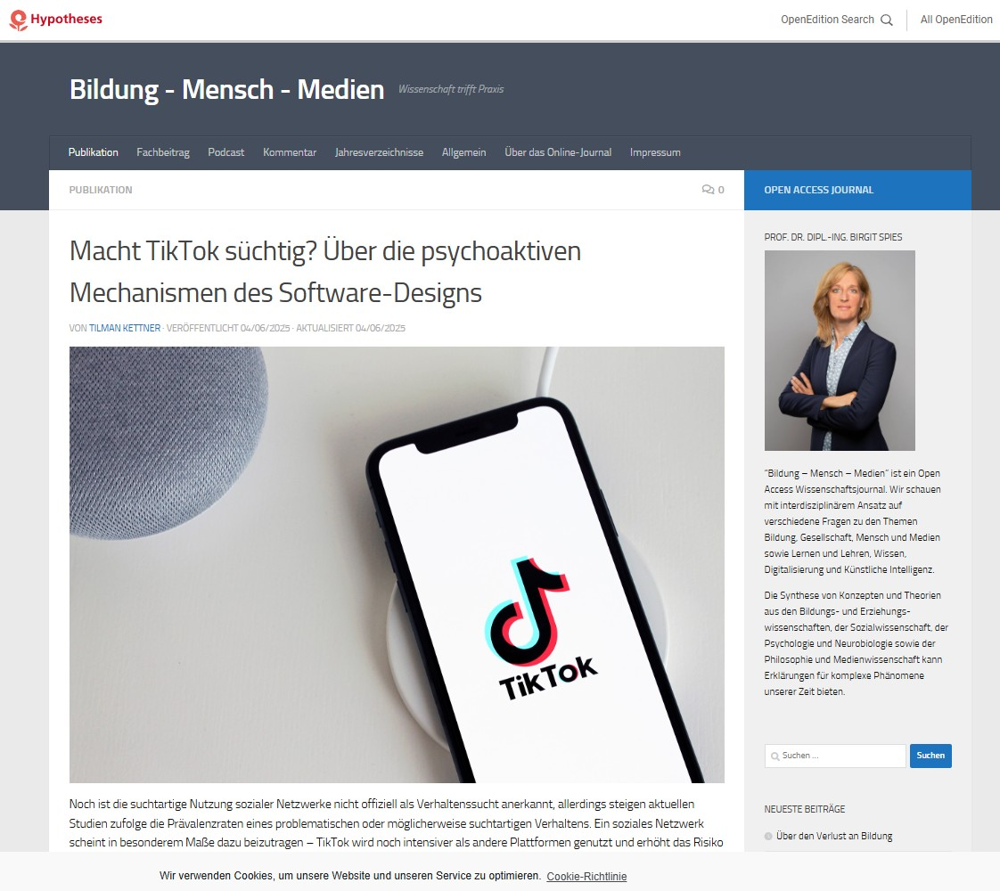 Hypotheses
OpenEdition Search
All OpenEdition
Bildung - Mensch - Medien
Wissenschaft trifft Praxis
Publikation
Fachbeitrag
Podcast
Kommentar
Jahresverzeichnisse
Allgemein
Über das Online-Journal
Impressum
PUBLIKATION
0
Macht TikTok süchtig? Über die psychoaktiven
Mechanismen des Software-Designs
VON TILMAN KETTNER · VERÖFFENTLICHT 04/06/2025 · AKTUALISIERT 04/06/2025
TikTok
Noch ist die suchtartige Nutzung sozialer Netzwerke nicht offiziell als Verhaltenssucht anerkannt, allerdings steigen aktuellen
Studien zufolge die Prävalenzraten eines problematischen oder möglicherweise suchtartigen Verhaltens. Ein soziales Netzwerk
scheint in besonderem Maße dazu beizutragen – TikTok wird noch intensiver als andere Plattformen genutzt und erhöht das Risiko
OPEN ACCESS JOURNAL
PROF. DR. DIPL.-ING. BIRGIT SPIES
“Bildung – Mensch – Medien” ist ein Open
Access Wissenschaftsjournal. Wir schauen
mit interdisziplinärem Ansatz auf
verschiedene Fragen zu den Themen
Bildung, Gesellschaft, Mensch und Medien
sowie Lernen und Lehren, Wissen,
Digitalisierung und Künstliche Intelligenz.
Die Synthese von Konzepten und Theorien
aus den Bildungs- und Erziehungs-
wissenschaften, der Sozialwissenschaft, der
Psychologie und Neurobiologie sowie der
Philosophie und Medienwissenschaft kann
Erklärungen für komplexe Phänomene
unserer Zeit bieten.
Suchen …
Suchen
NEUESTE BEITRÄGE
Über den Verlust an Bildung
Wir verwenden Cookies, um unsere Website und unseren Service zu optimieren. Cookie-Richtlinie